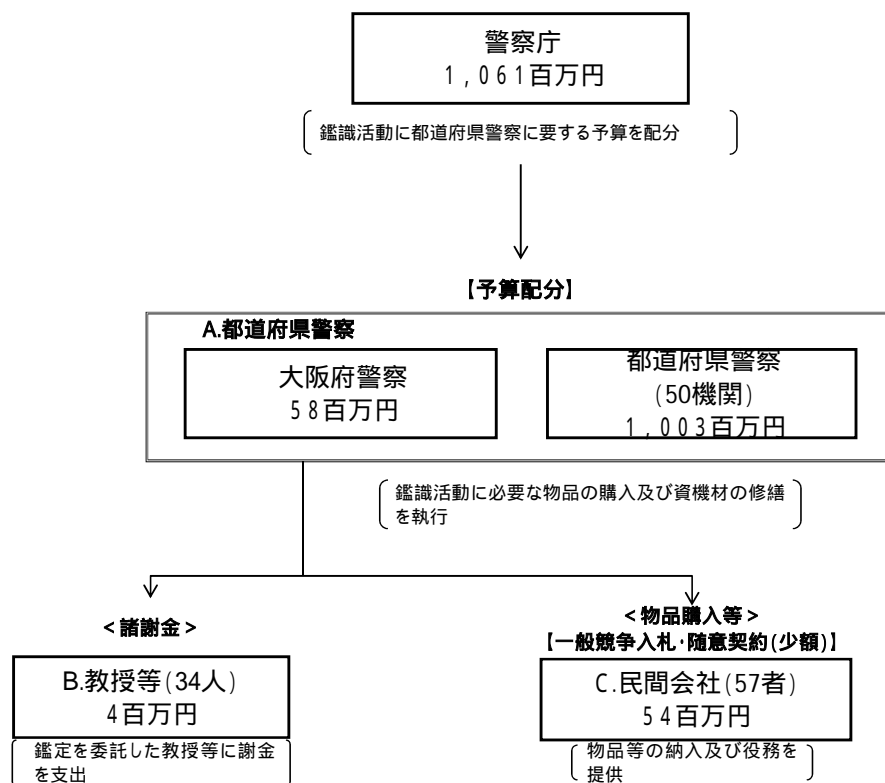 警察庁
1,061百万円
鑑識活動に都道府県警察に要する予算を配分
【予算配分】
A.都道府県警察
大阪府警察
58百万円
都道府県警察
(50機関)
1,003百万円
鑑識活動に必要な物品の購入及び資機材の修繕
を執行
<諸謝金>
B.教授等(34人)
4百万円
鑑定を委託した教授等に謝金
を支出
<物品購入等>
【一般競争入札・随意契約(少額)】
C.民間会社(57者)
54百万円
物品等の納入及び役務を
提供